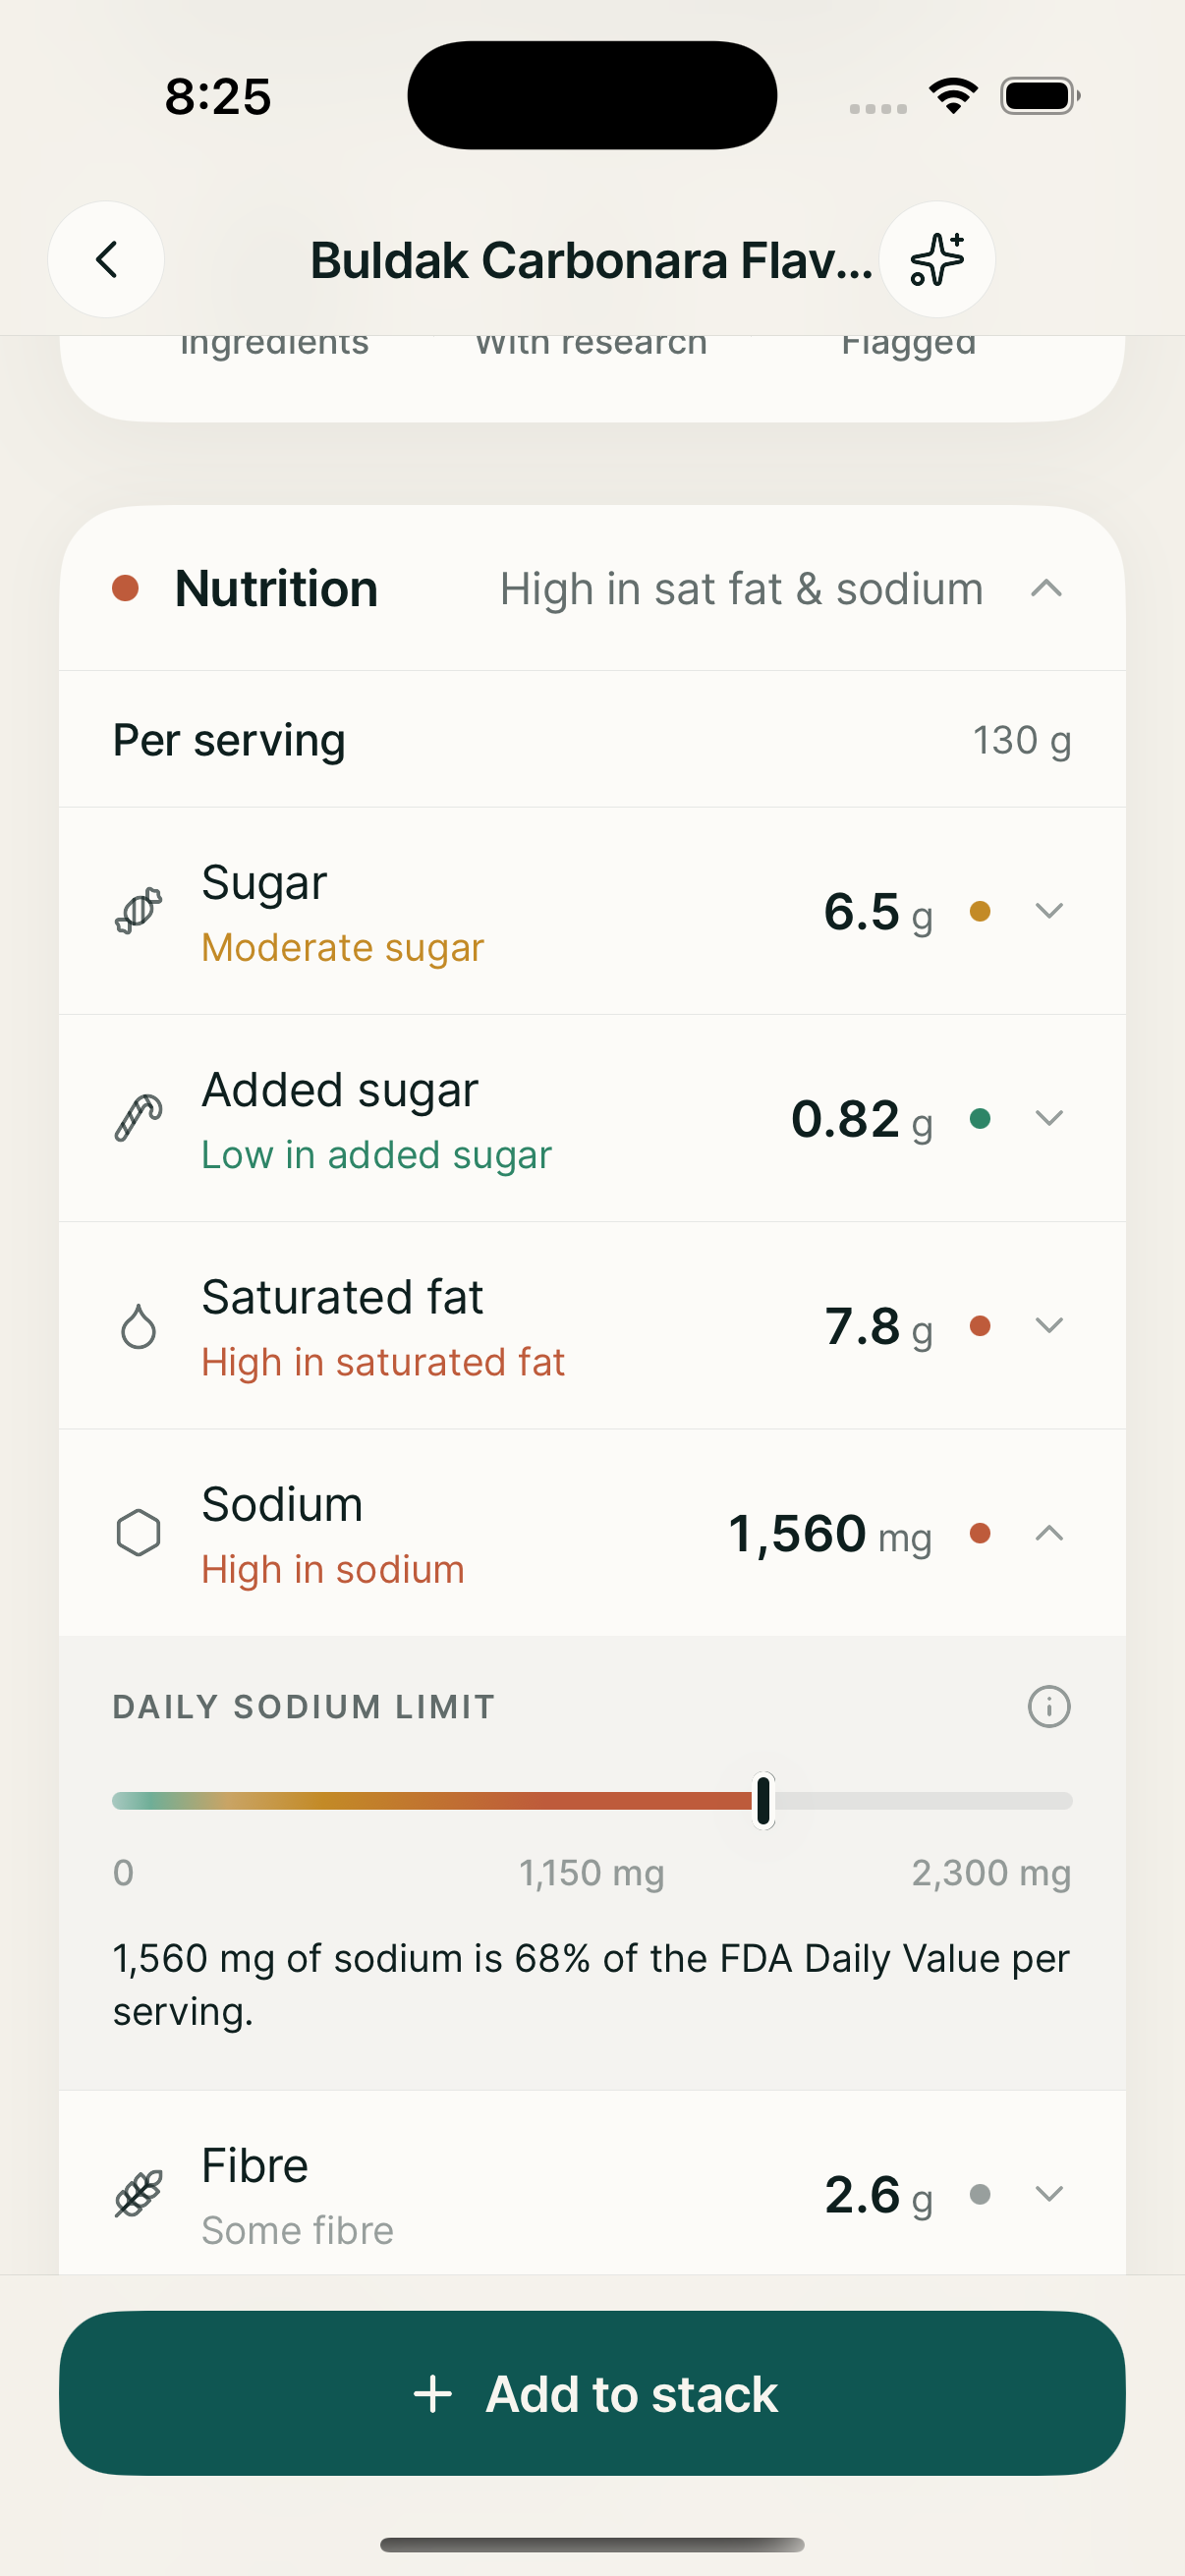 8:25
Buldak Carbonara Flav...
Ingredients With research Flagged
Nutrition High in sat fat & sodium
Per serving 130 g
Sugar
Moderate sugar
6.5 g
Added sugar
Low in added sugar
0.82 g
Saturated fat
High in saturated fat
7.8 g
Sodium
High in sodium
1,560 mg
DAILY SODIUM LIMIT
0 1,150 mg 2,300 mg
1,560 mg of sodium is 68% of the FDA Daily Value per
serving.
Fibre
Some fibre
2.6 g
Add to stack